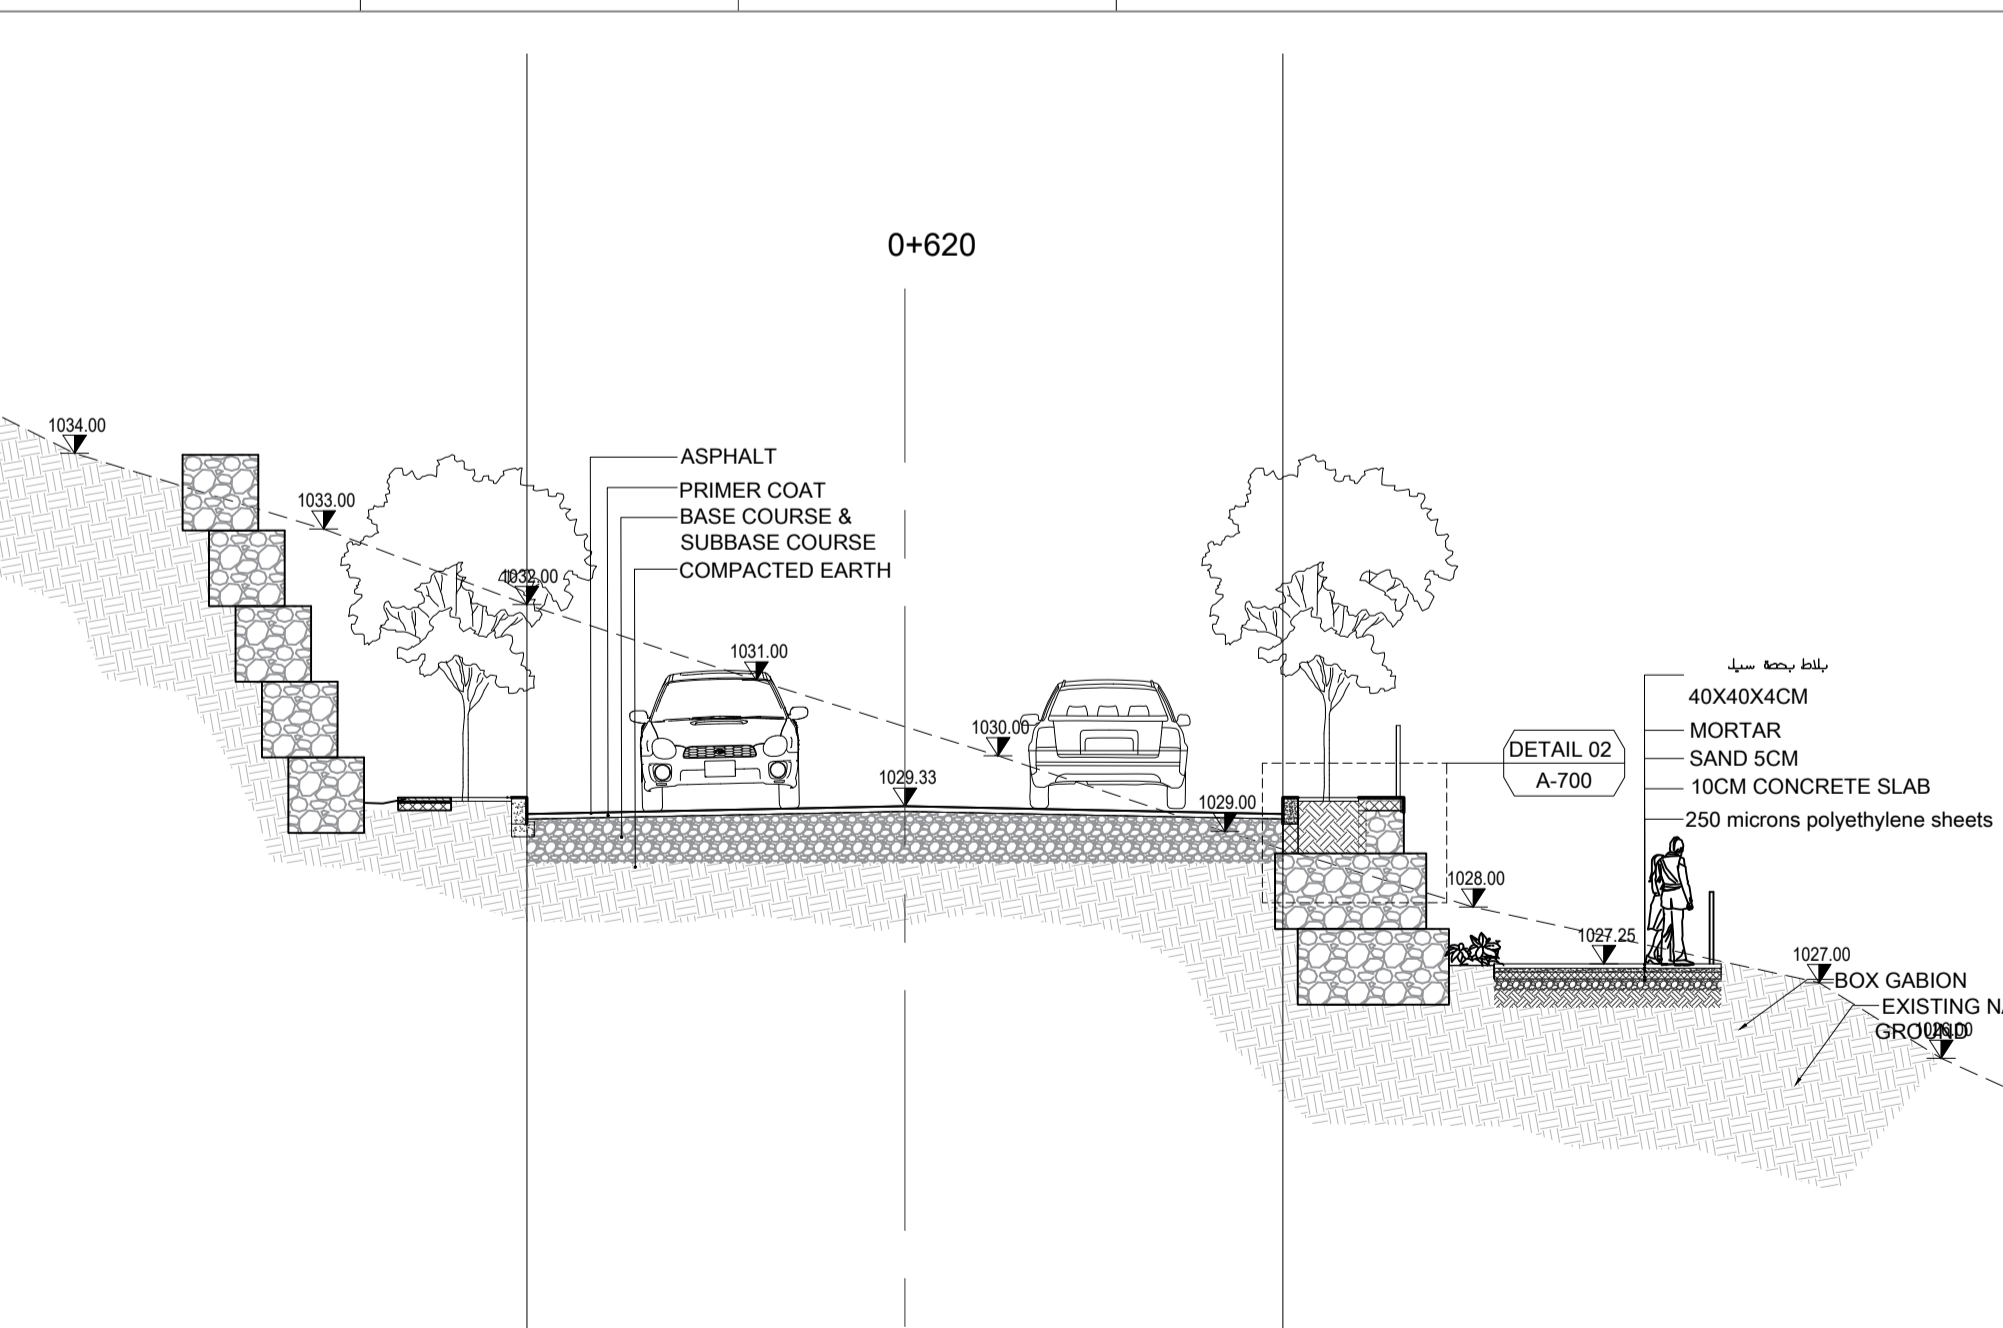 0+620
1034.00
1033.00
1032.00
1031.00
1030.00
1029.33
1029.00
1028.00
1027.25
1027.00
ASPHALT
PRIMER COAT
BASE COURSE &
SUBBASE COURSE
COMPACTED EARTH
DETAIL 02
A-700
بلاط بحصة سيل
40X40X4CM
MORTAR
SAND 5CM
10CM CONCRETE SLAB
250 microns polyethylene sheets
BOX GABION
EXISTING
GROUND
1026.00